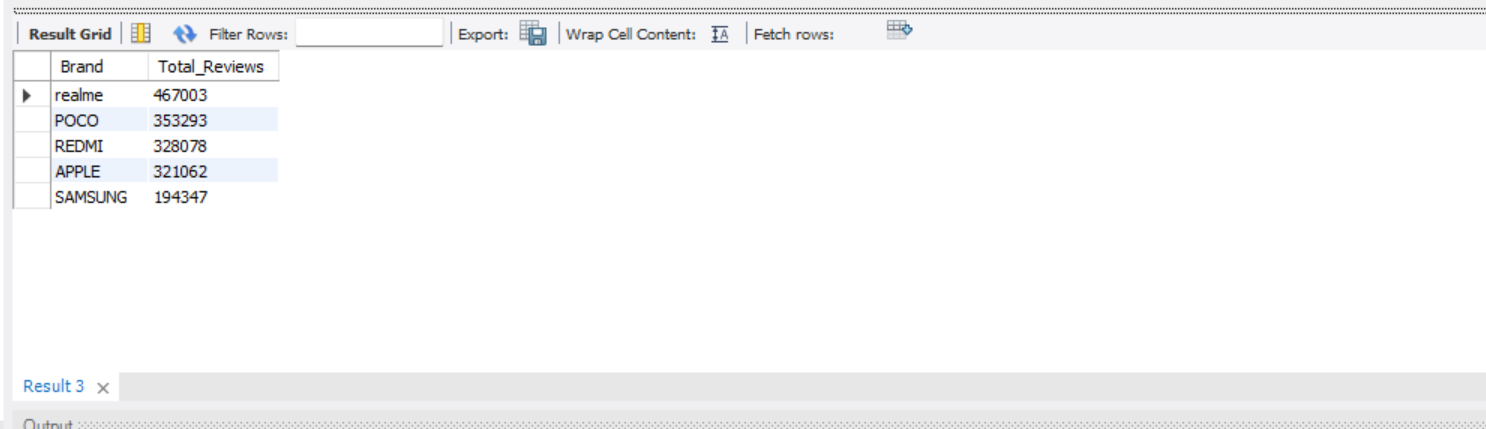 Result Grid Filter Rows: Export: Wrap Cell Content: IA Fetch rows:
Brand Total_Reviews
realme 467003
POCO 353293
REDMI 328078
APPLE 321062
SAMSUNG 194347
Result 3 ×
Output